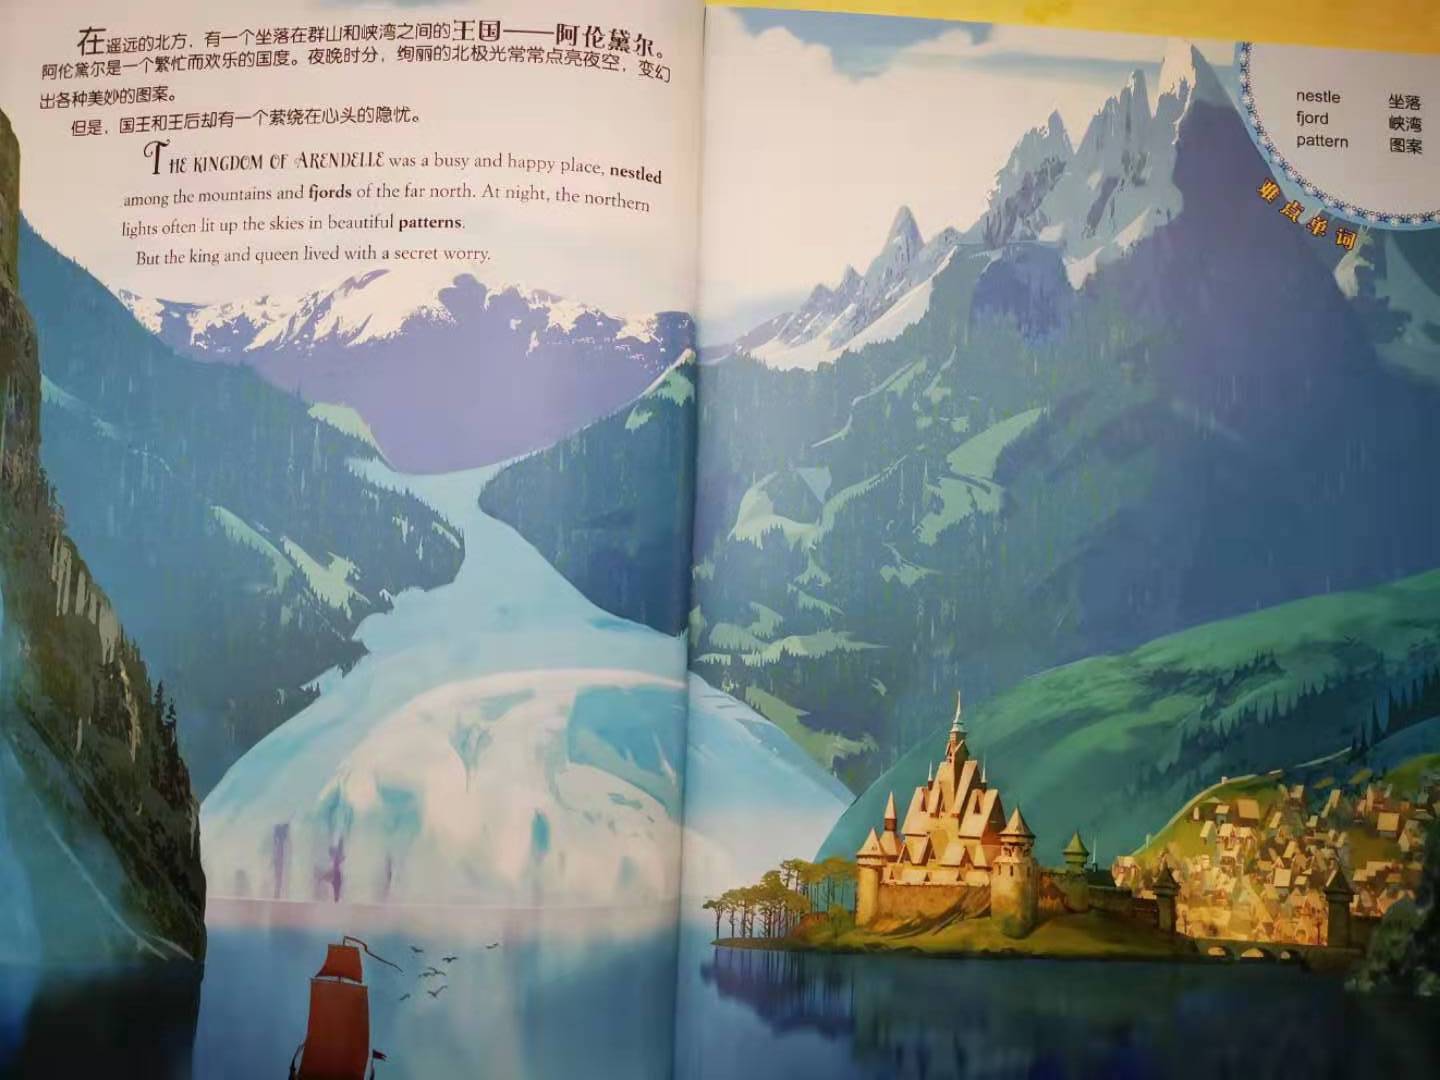 在遥远的北方，有一个坐落在群山和峡湾之间的王国——阿伦黛尔。
阿伦黛尔是一个繁忙而欢乐的国度。夜晚时分，绚丽的北极光常常点亮夜空，变幻
出各种美妙的图案。
但是，国王和王后却有一个萦绕在心头的隐忧。
THE KINGDOM OF ARENDELLE was a busy and happy place, nestled
among the mountains and fjords of the far north. At night, the northern
lights often lit up the skies in beautiful patterns.
But the king and queen lived with a secret worry.
nestle 坐落
fjord 峡湾
pattern 图案
难点单词